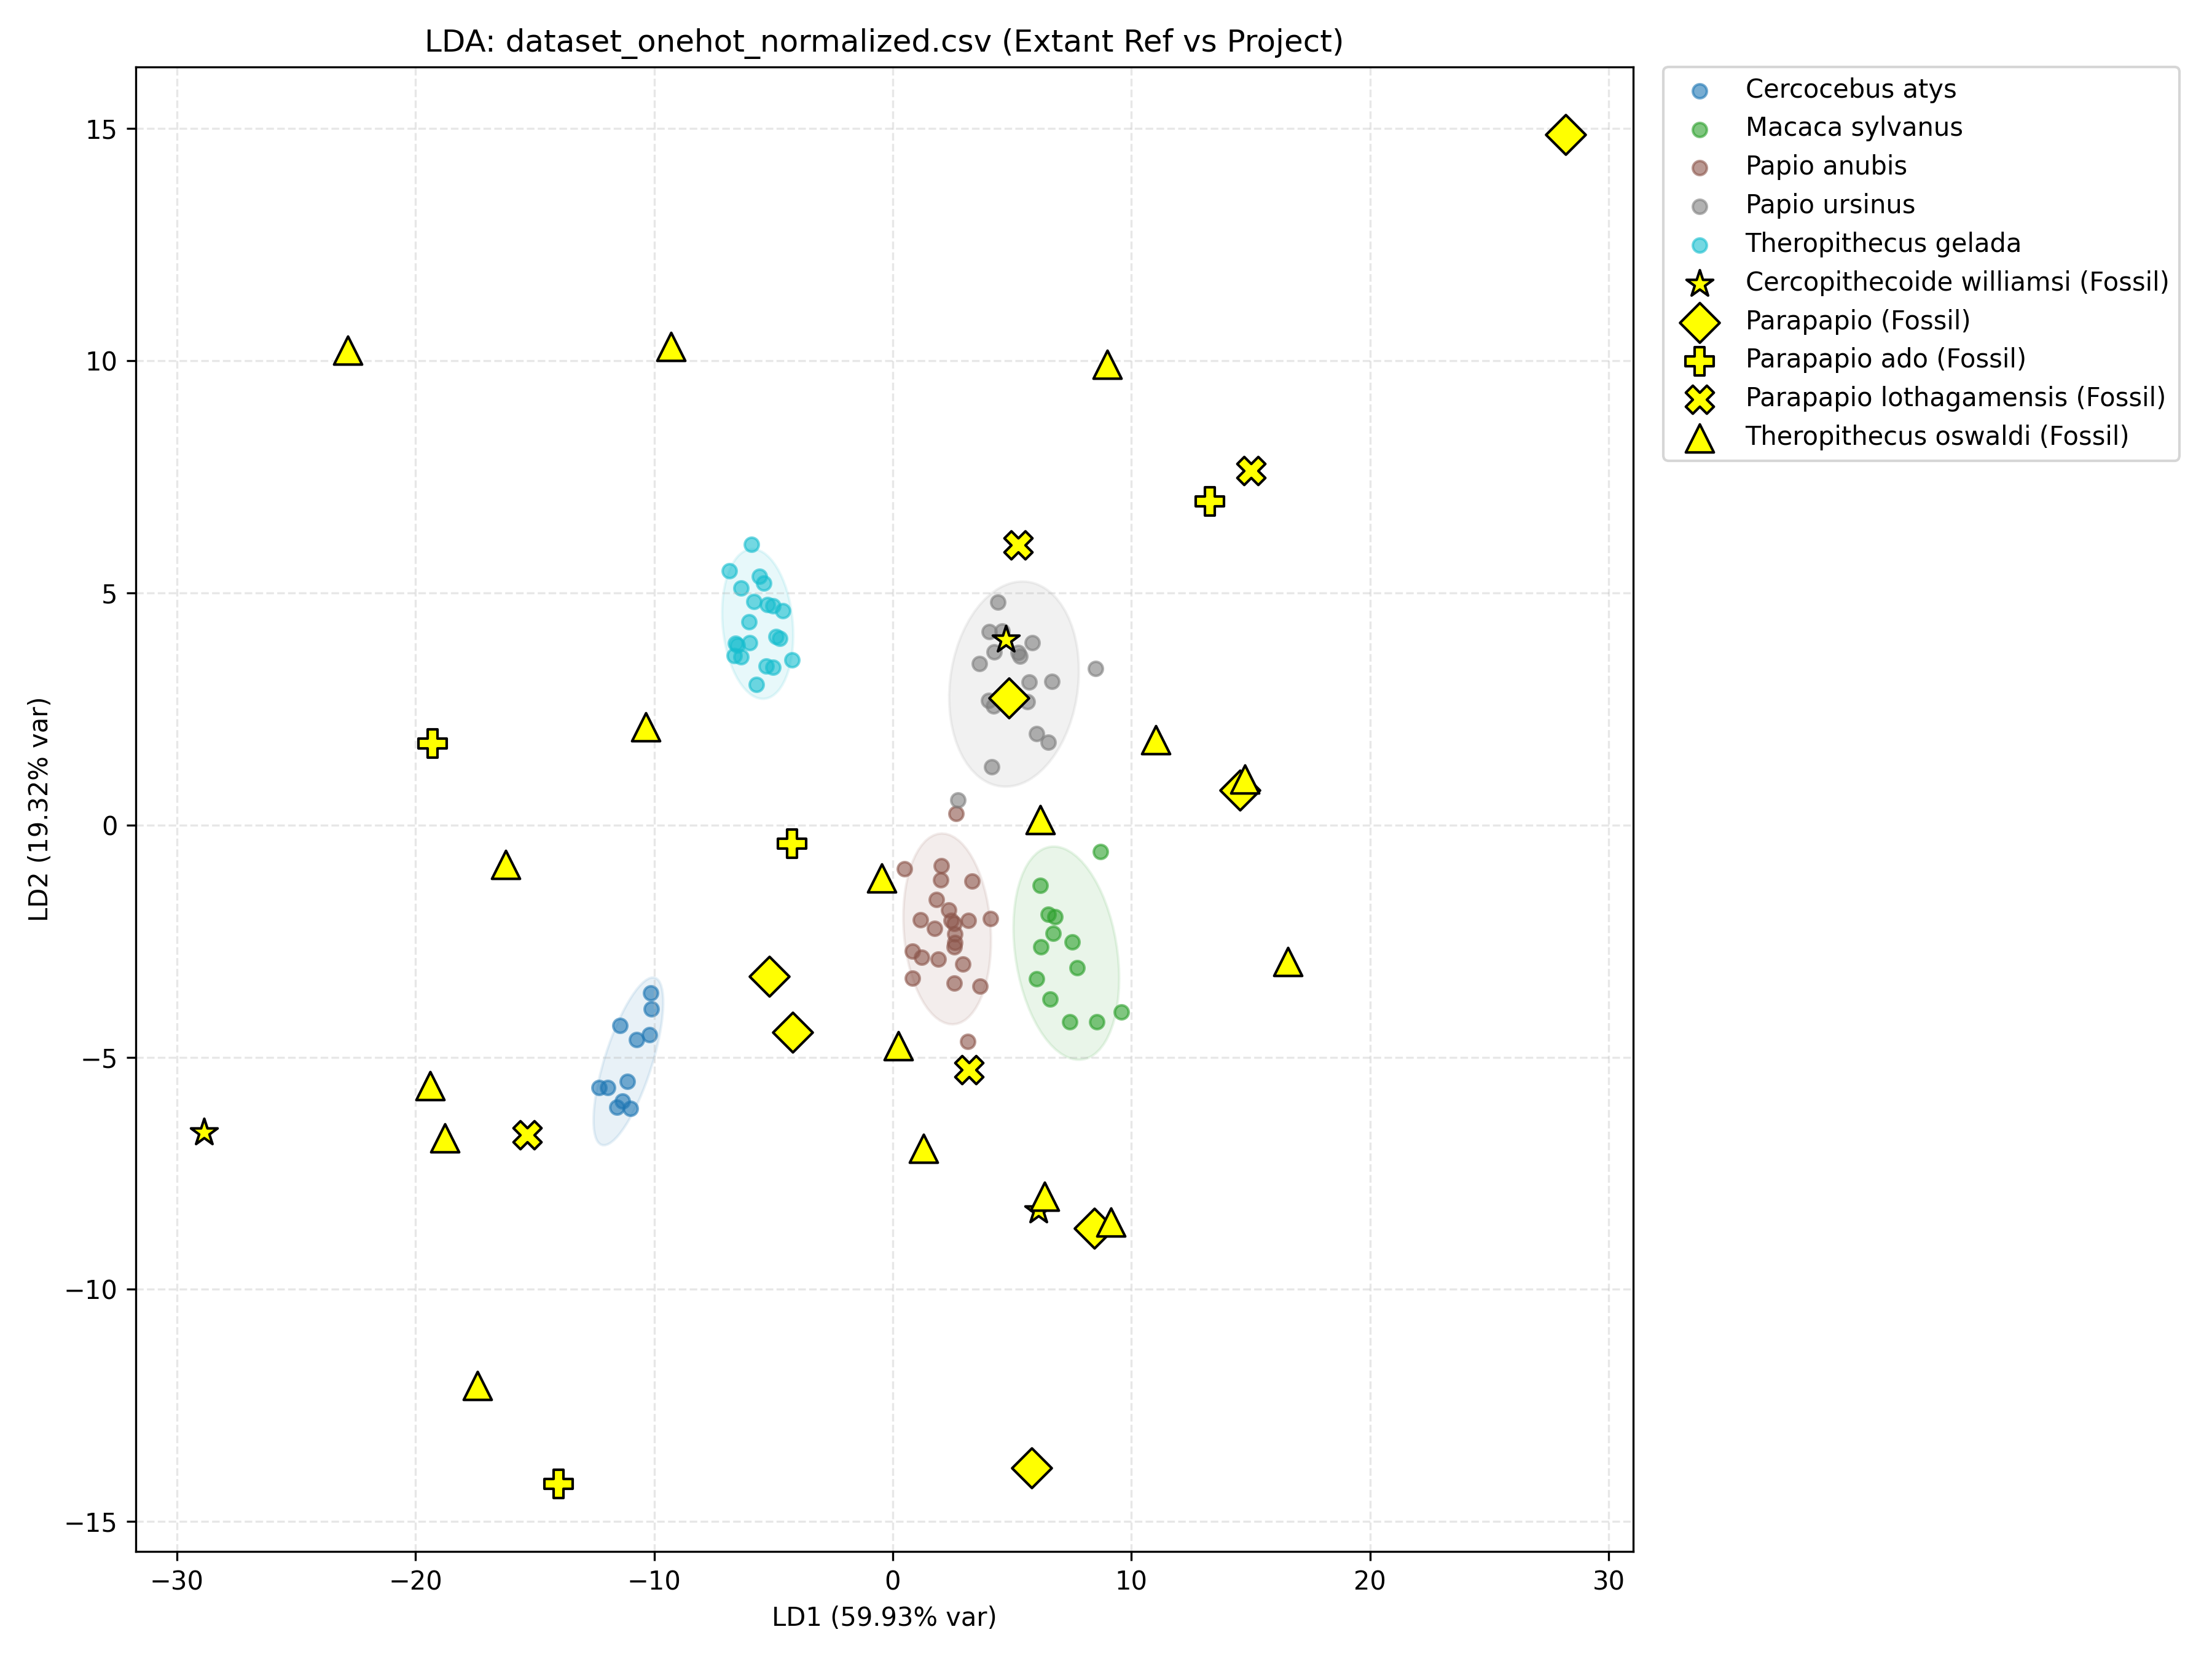 LDA: dataset_onehot_normalized.csv (Extant Ref vs Project)
Cercocebus atys
Macaca sylvanus
Papio anubis
Papio ursinus
Theropithecus gelada
Cercopithecoide williamsi (Fossil)
Parapapio (Fossil)
Parapapio ado (Fossil)
Parapapio lothagamensis (Fossil)
Theropithecus oswaldi (Fossil)
15
10
5
0
−5
−10
−15
LD2 (19.32% var)
−30
−20
−10
0
10
20
30
LD1 (59.93% var)